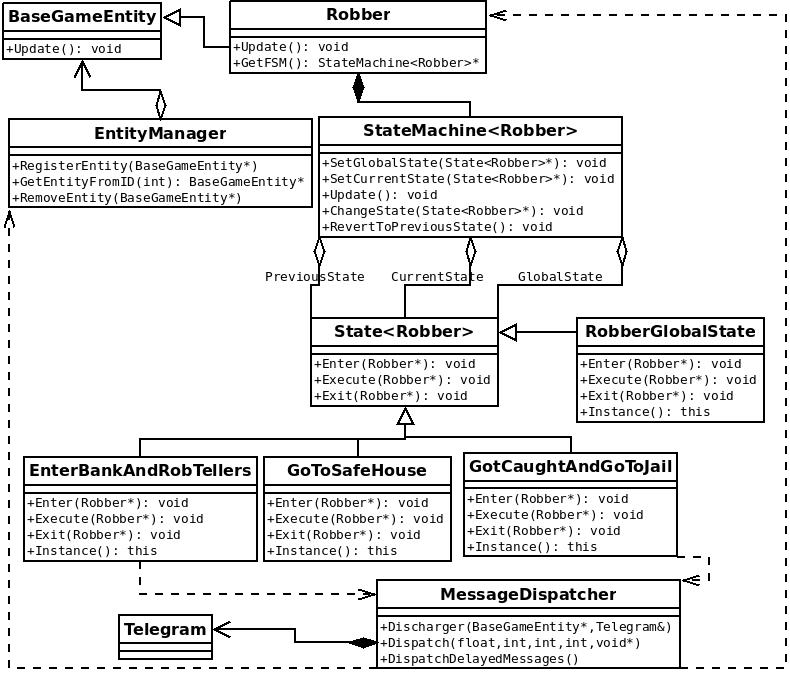 BaseGameEntity
+Update(): void
Robber
+Update(): void
+GetFSM(): StateMachine<Robber>*
EntityManager
+RegisterEntity(BaseGameEntity*)
+GetEntityFromID(int): BaseGameEntity*
+RemoveEntity(BaseGameEntity*)
StateMachine<Robber>
+SetGlobalState(State<Robber>*): void
+SetCurrentState(State<Robber>*): void
+Update(): void
+ChangeState(State<Robber>*): void
+RevertToPreviousState(): void
PreviousState
CurrentState
GlobalState
State<Robber>
+Enter(Robber*): void
+Execute(Robber*): void
+Exit(Robber*): void
RobberGlobalState
+Enter(Robber*): void
+Execute(Robber*): void
+Exit(Robber*): void
+Instance(): this
EnterBankAndRobTellers
+Enter(Robber*): void
+Execute(Robber*): void
+Exit(Robber*): void
+Instance(): this
GoToSafeHouse
+Enter(Robber*): void
+Execute(Robber*): void
+Exit(Robber*): void
+Instance(): this
GotCaughtAndGoToJail
+Enter(Robber*): void
+Execute(Robber*): void
+Exit(Robber*): void
+Instance(): this
Telegram
MessageDispatcher
+Discharger(BaseGameEntity*,Telegram&)
+Dispatch(float,int,int,int,void*)
+DispatchDelayedMessages()